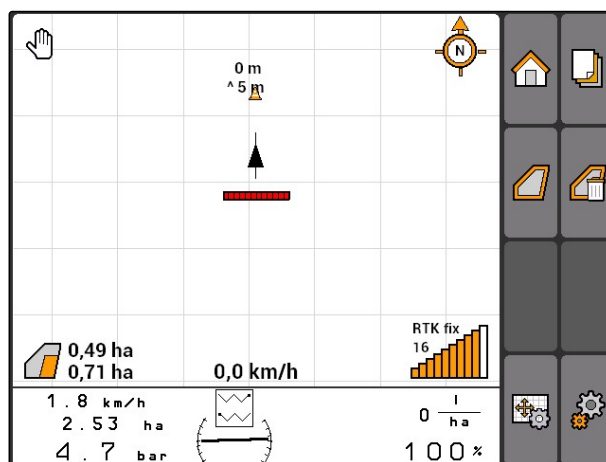 N
0 m
^5 m
RTK fix
16
0,49 ha
0,71 ha
0,0 km/h
1.8 km/h
2.53 ha
4.7 bar
0 l/ha
100%